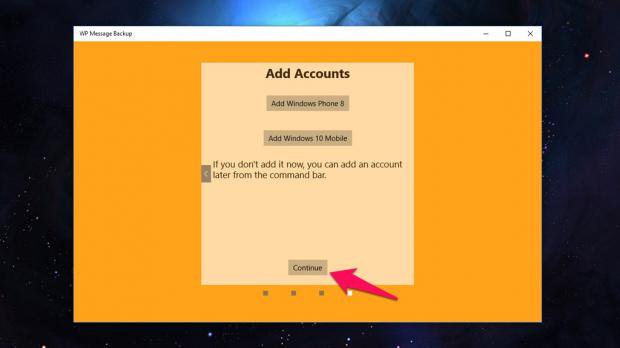 WP Message Backup
Add Accounts
Add Windows Phone 8
Add Windows 10 Mobile
If you don't add it now, you can add an account
later from the command bar.
Continue